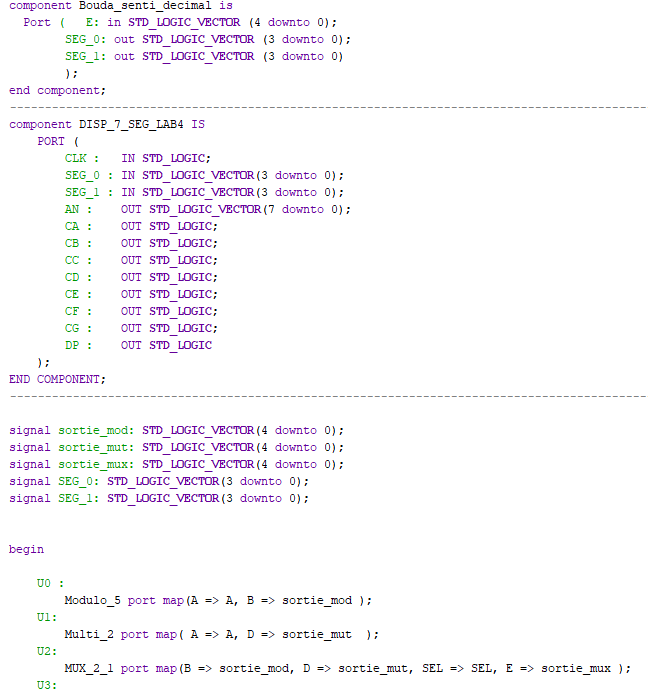 component Bouda_senti_decimal is
  Port (   E: in STD_LOGIC_VECTOR (4 downto 0);
        SEG_0: out STD_LOGIC_VECTOR (3 downto 0);
        SEG_1: out STD_LOGIC_VECTOR (3 downto 0)
        );
end component;
-------------------------------------------------------------------------------------------
component DISP_7_SEG_LAB4 IS
    PORT (
        CLK :   IN STD_LOGIC;
        SEG_0 : IN STD_LOGIC_VECTOR(3 downto 0);
        SEG_1 : IN STD_LOGIC_VECTOR(3 downto 0);
        AN :    OUT STD_LOGIC_VECTOR(7 downto 0);
        CA :    OUT STD_LOGIC;
        CB :    OUT STD_LOGIC;
        CC :    OUT STD_LOGIC;
        CD :    OUT STD_LOGIC;
        CE :    OUT STD_LOGIC;
        CF :    OUT STD_LOGIC;
        CG :    OUT STD_LOGIC;
        DP :    OUT STD_LOGIC
    );
END COMPONENT;
-------------------------------------------------------------------------------------------
signal sortie_mod: STD_LOGIC_VECTOR(4 downto 0);
signal sortie_mut: STD_LOGIC_VECTOR(4 downto 0);
signal sortie_mux: STD_LOGIC_VECTOR(4 downto 0);
signal SEG_0: STD_LOGIC_VECTOR(3 downto 0);
signal SEG_1: STD_LOGIC_VECTOR(3 downto 0);
begin
    U0 :
        Modulo_5 port map(A => A, B => sortie_mod );
    U1:
        Multi_2 port map( A => A, D => sortie_mut  );
    U2:
        MUX_2_1 port map(B => sortie_mod, D => sortie_mut, SEL => SEL, E => sortie_mux );
    U3: